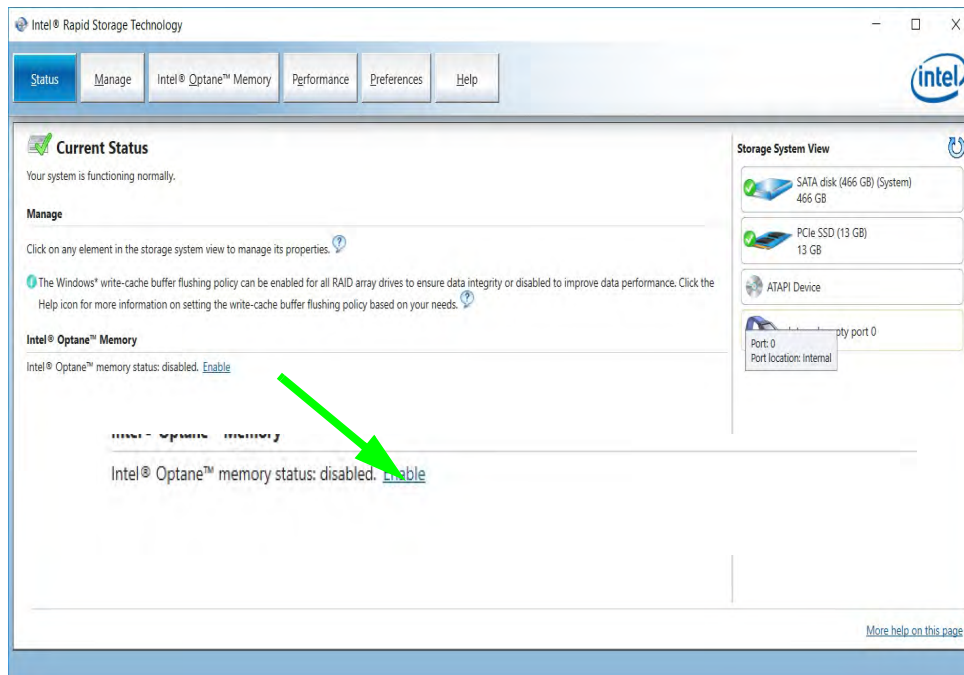 Intel® Rapid Storage Technology
Status
Manage
Intel® Optane™ Memory
Performance
Preferences
Help
intel
Current Status
Your system is functioning normally.
Manage
Click on any element in the storage system view to manage its properties.
The Windows* write-cache buffer flushing policy can be enabled for all RAID array drives to ensure data integrity or disabled to improve data performance. Click the
Help icon for more information on setting the write-cache buffer flushing policy based on your needs.
Intel® Optane™ Memory
Intel® Optane™ memory status: disabled. Enable
Intel® Optane™ Memory
Intel® Optane™ memory status: disabled. Enable
Storage System View
SATA disk (466 GB) (System)
466 GB
PCIe SSD (13 GB)
13 GB
ATAPI Device
port 0
Port: 0
Port location: Internal
More help on this page